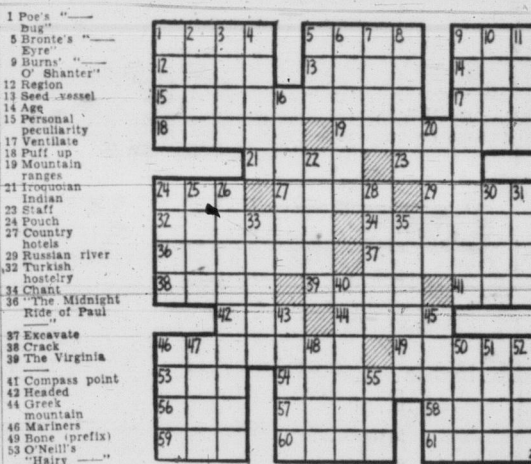 1 Poe's "——
Bug"
5 Bronte's "——
Eyre"
9 Burns' "——
O' Shanter"
12 Region
13 Seed vessel
14 Age
15 Personal
peculiarity
17 Ventilate
18 Puff up
19 Mountain
ranges
21 Iroquoian
Indian
23 Staff
24 Pouch
27 Country
hotels
29 Russian river
32 Turkish
hostelry
34 Chant
36 "The Midnight
Ride of Paul
——"
37 Excavate
38 Crack
39 The Virginia
——
41 Compass point
42 Headed
44 Greek
mountain
46 Mariners
49 Bone (prefix)
53 O'Neill's
"Hairy ——"
1 2 3 4 5 6 7 8 9 10 11
12 13 14
15 16 17
18 19 20
21 22 23
24 25 26 27 28 29 30 31
32 33 34 35
36 37
38 39 40 41
42 43 44 45
46 47 48 49 50 51 52
53 54 55
56 57 58
59 60 61